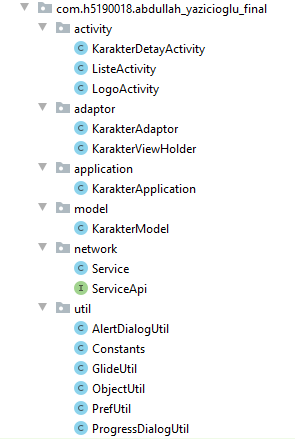 com.h5190018.abdullah_yazicioglu_final
activity
C KarakterDetayActivity
C ListeActivity
C LogoActivity
adaptor
C KarakterAdaptor
C KarakterViewHolder
application
C KarakterApplication
model
C KarakterModel
network
C Service
I ServiceApi
util
C AlertDialogUtil
C Constants
C GlideUtil
C ObjectUtil
C PrefUtil
C ProgressDialogUtil